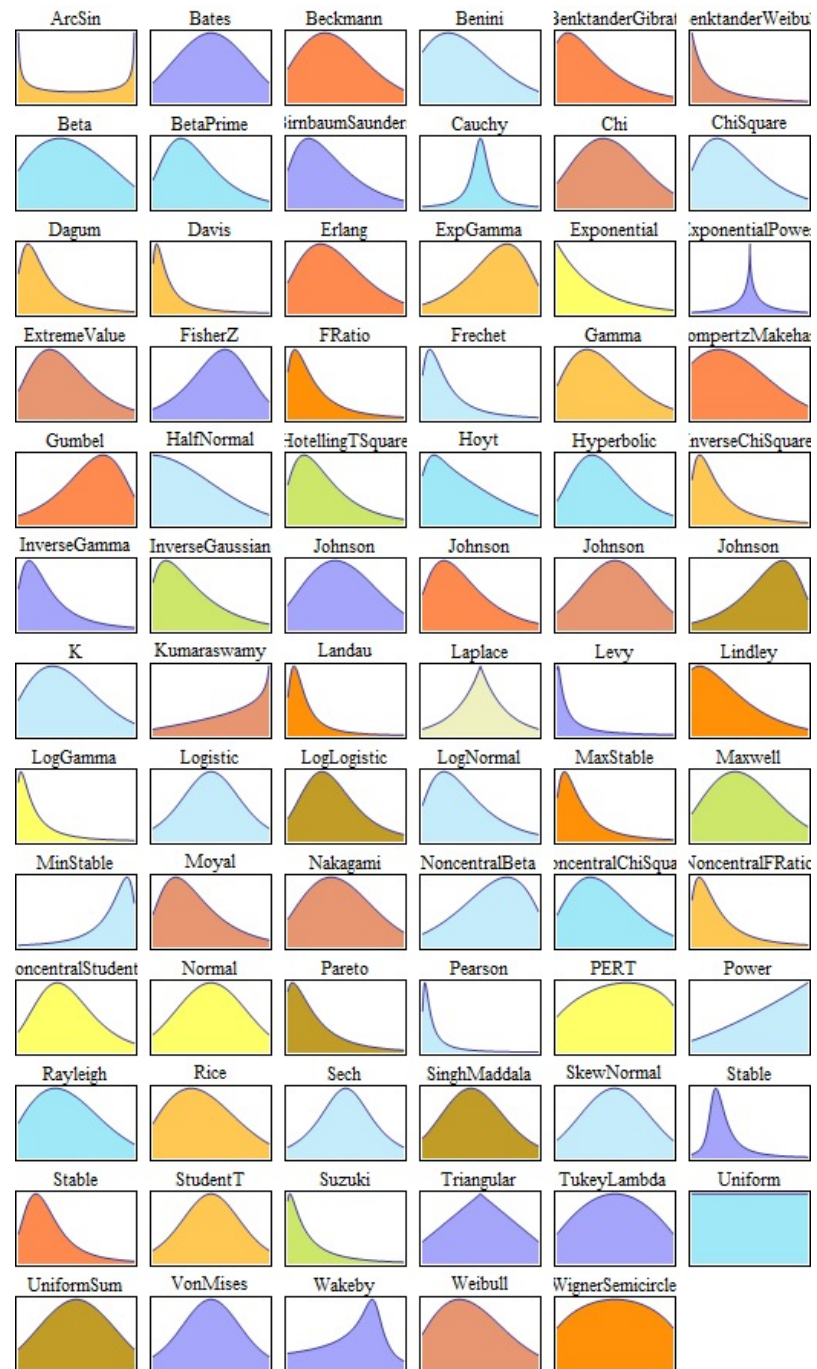 ArcSin Bates Beckmann Benini BenktanderGibrat enktanderWeibul
Beta BetaPrime BirnbaumSaunders Cauchy Chi ChiSquare
Dagum Davis Erlang ExpGamma Exponential ExponentialPower
ExtremeValue FisherZ FRatio Frechet Gamma ompertzMakeha
Gumbel HalfNormal HotellingTSquare Hoyt Hyperbolic InverseChiSquare
InverseGamma InverseGaussian Johnson Johnson Johnson Johnson
K Kumaraswamy Landau Laplace Levy Lindley
LogGamma Logistic LogLogistic LogNormal MaxStable Maxwell
MinStable Moyal Nakagami NoncentralBeta oncentralChiSqua NoncentralFRatio
oncentralStudent Normal Pareto Pearson PERT Power
Rayleigh Rice Sech SinghMaddala SkewNormal Stable
Stable StudentT Suzuki Triangular TukeyLambda Uniform
UniformSum VonMises Wakeby Weibull WignerSemicircle